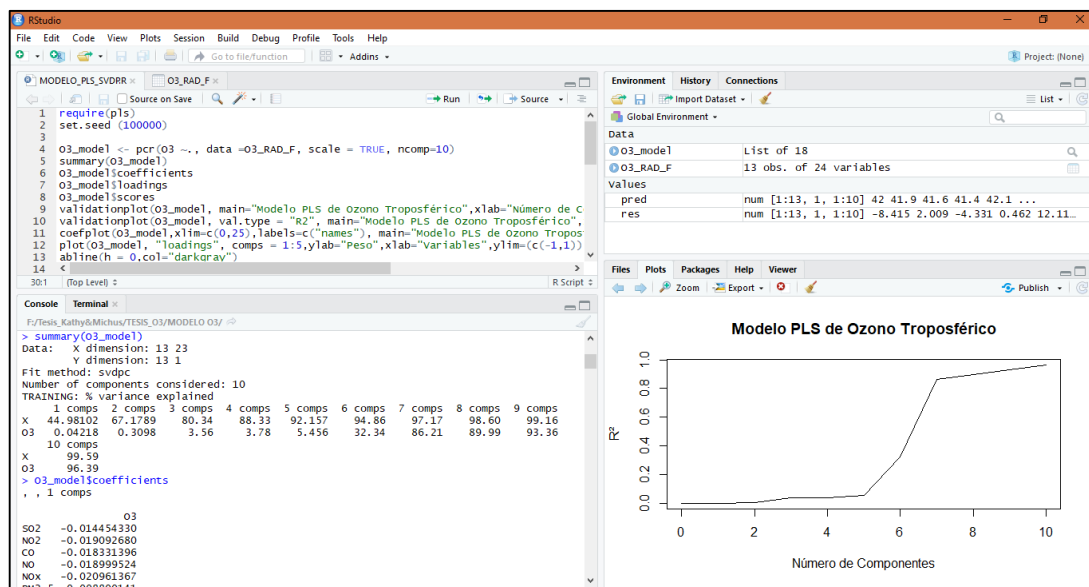 RStudio
File Edit Code View Plots Session Build Debug Profile Tools Help
Go to file/function
Addins
Project: (None)
MODELO_PLS_SVDRR
O3_RAD_F
Source on Save
Run
Source
1 require(pls)
2 set.seed (100000)
3
4 O3_model <- pcr(O3 ~., data =O3_RAD_F, scale = TRUE, ncomp=10)
5 summary(O3_model)
6 O3_model$coefficients
7 O3_model$loadings
8 O3_model$scores
9 validationplot(O3_model, main="Modelo PLS de Ozono Troposférico",xlab="Número de C
10 validationplot(O3_model, val.type = "R2", main="Modelo PLS de Ozono Troposférico",
11 coefplot(O3_model,xlim=c(0,25),labels=c("names"), main="Modelo PLS de Ozono Tropos
12 plot(O3_model, "loadings", comps = 1:5,ylab="Peso",xlab="Variables",ylim=(c(-1,1))
13 abline(h = 0,col="darkgray")
14
30:1 (Top Level) R Script
Console Terminal
F:/Tesis_Kathy&Michus/TESIS_O3/MODELO O3/
> summary(O3_model)
Data: X dimension: 13 23
Y dimension: 13 1
Fit method: svdpc
Number of components considered: 10
TRAINING: % variance explained
1 comps 2 comps 3 comps 4 comps 5 comps 6 comps 7 comps 8 comps 9 comps
X 44.98102 67.1789 80.34 88.33 92.157 94.86 97.17 98.60 99.16
O3 0.04218 0.3098 3.56 3.78 5.456 32.34 86.21 89.99 93.36
10 comps
X 99.59
O3 96.39
> O3_model$coefficients
, , 1 comps
O3
SO2 -0.014454330
NO2 -0.019092680
CO -0.018331396
NO -0.018999524
NOx -0.020961367
Environment History Connections
Import Dataset
List
Global Environment
Data
O3_model List of 18
O3_RAD_F 13 obs. of 24 variables
Values
pred num [1:13, 1, 1:10] 42 41.9 41.6 41.4 42.1 ...
res num [1:13, 1, 1:10] -8.415 2.009 -4.331 0.462 12.11…
Files Plots Packages Help Viewer
Zoom Export Publish
Modelo PLS de Ozono Troposférico
R²
1.0
0.8
0.6
0.4
0.2
0.0
0 2 4 6 8 10
Número de Componentes